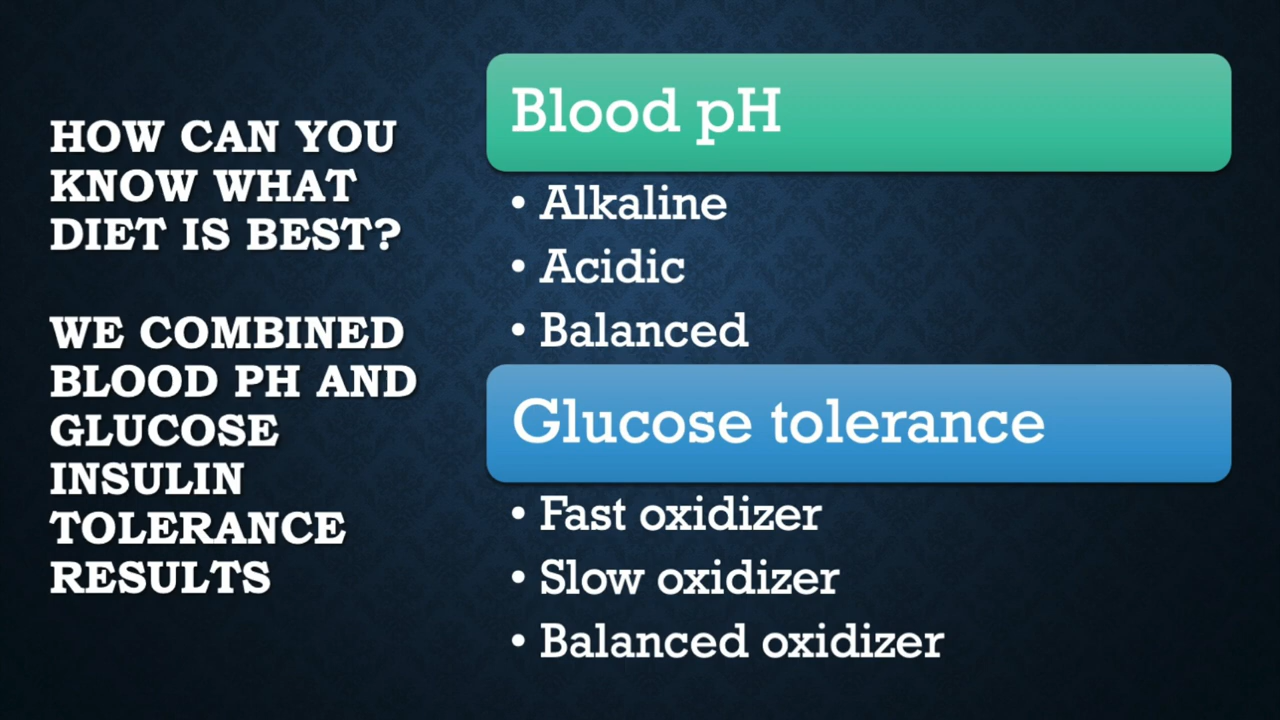 HOW CAN YOU
KNOW WHAT
DIET IS BEST?
WE COMBINED
BLOOD PH AND
GLUCOSE
INSULIN
TOLERANCE
RESULTS
Blood pH
• Alkaline
• Acidic
• Balanced
Glucose tolerance
• Fast oxidizer
• Slow oxidizer
• Balanced oxidizer